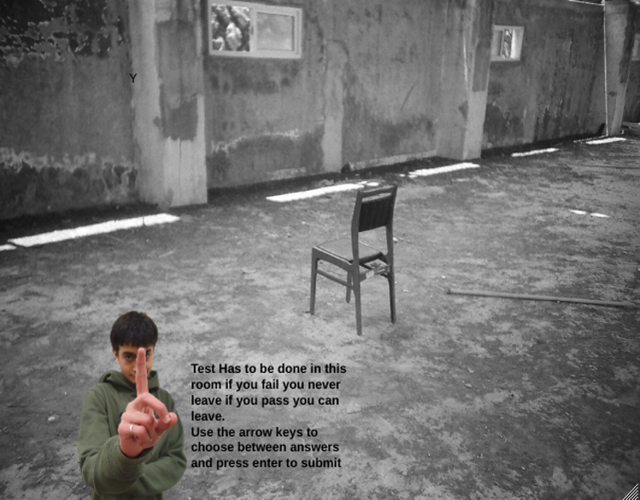 Y
Test Has to be done in this
room if you fail you never
leave if you pass you can
leave.
Use the arrow keys to
choose between answers
and press enter to submit